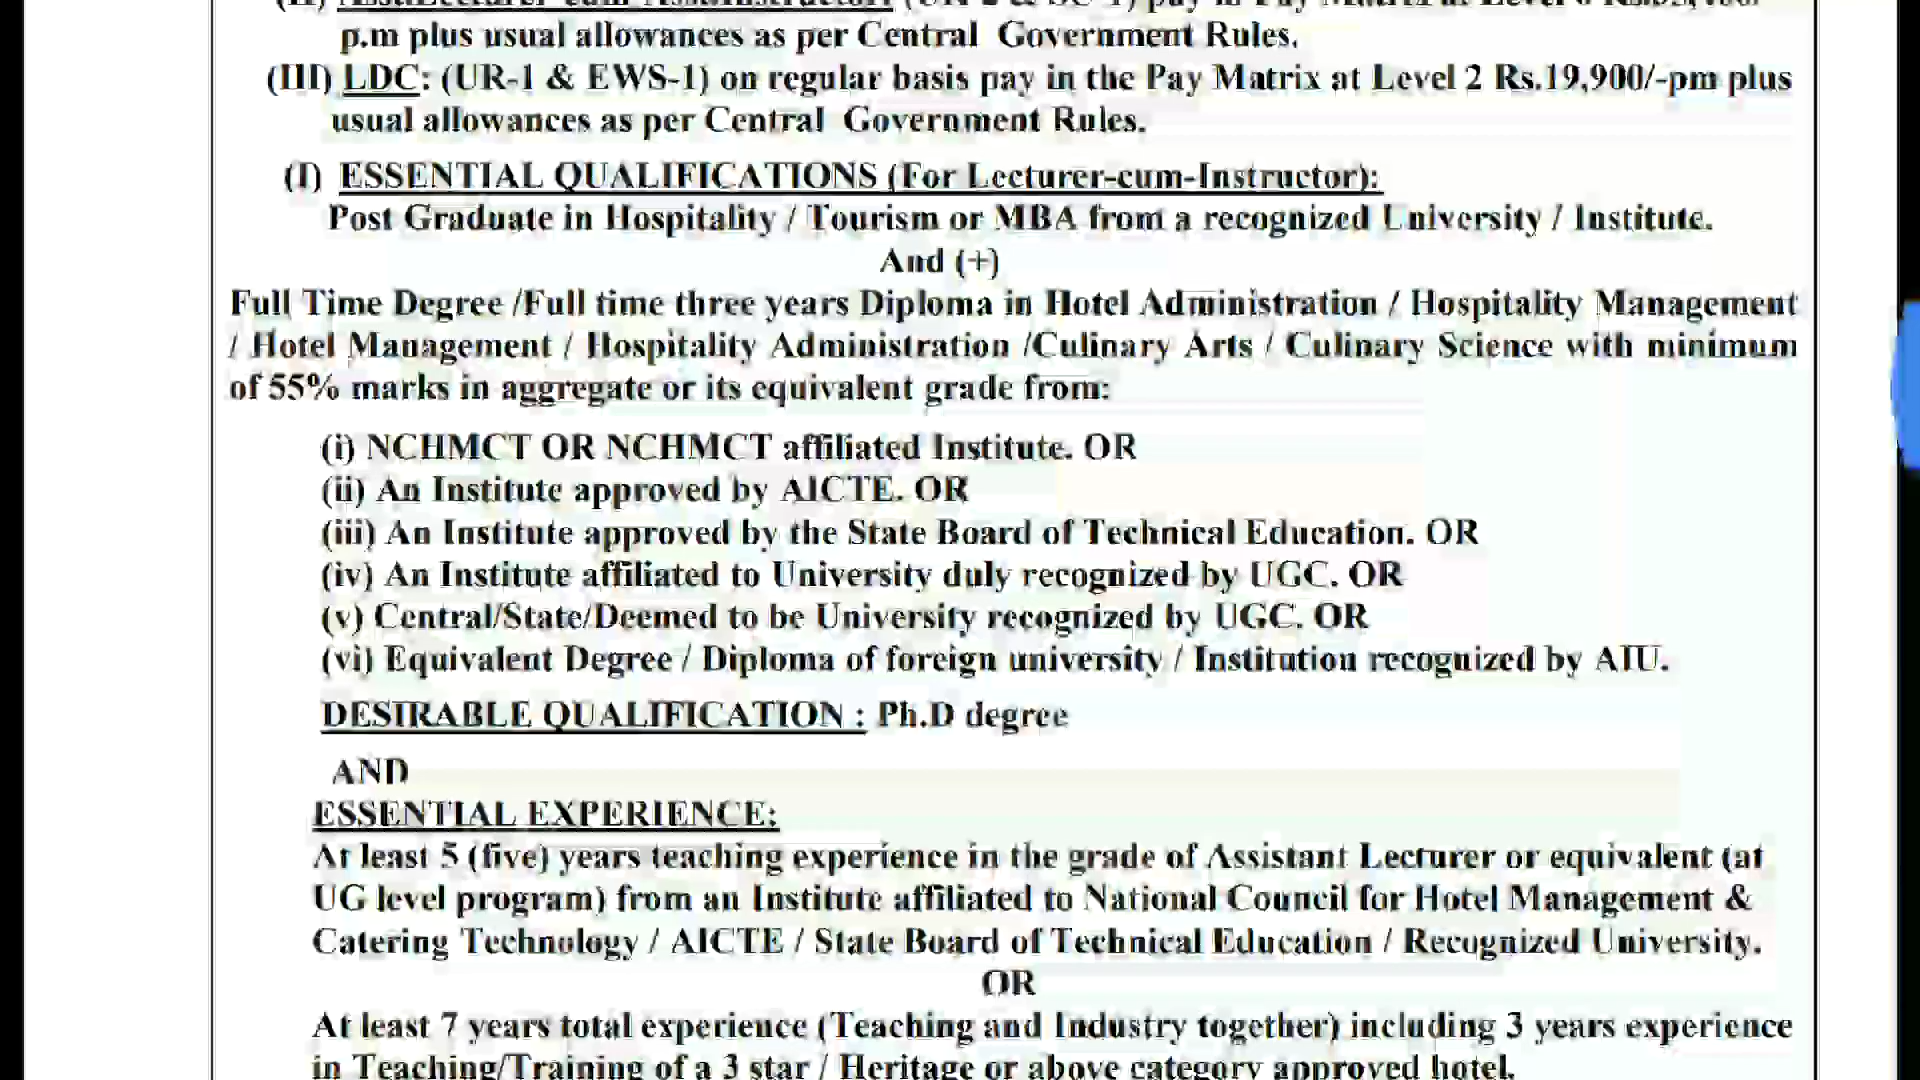 p.m plus usual allowances as per Central Government Rules.
(III) LDC: (UR-1 & EWS-1) on regular basis pay in the Pay Matrix at Level 2 Rs.19,900/-pm plus
usual allowances as per Central Government Rules.
(I) ESSENTIAL QUALIFICATIONS (For Lecturer-cum-Instructor):
Post Graduate in Hospitality / Tourism or MBA from a recognized University / Institute.
And (+)
Full Time Degree /Full time three years Diploma in Hotel Administration / Hospitality Management
/ Hotel Management / Hospitality Administration /Culinary Arts / Culinary Science with minimum
of 55% marks in aggregate or its equivalent grade from:
(i) NCHMCT OR NCHMCT affiliated Institute. OR
(ii) An Institute approved by AICTE. OR
(iii) An Institute approved by the State Board of Technical Education. OR
(iv) An Institute affiliated to University duly recognized by UGC. OR
(v) Central/State/Deemed to be University recognized by UGC. OR
(vi) Equivalent Degree / Diploma of foreign university / Institution recognized by AIU.
DESIRABLE QUALIFICATION : Ph.D degree
AND
ESSENTIAL EXPERIENCE:
At least 5 (five) years teaching experience in the grade of Assistant Lecturer or equivalent (at
UG level program) from an Institute affiliated to National Council for Hotel Management &
Catering Technology / AICTE / State Board of Technical Education / Recognized University.
OR
At least 7 years total experience (Teaching and Industry together) including 3 years experience
in Teaching/Training of a 3 star / Heritage or above category approved hotel.